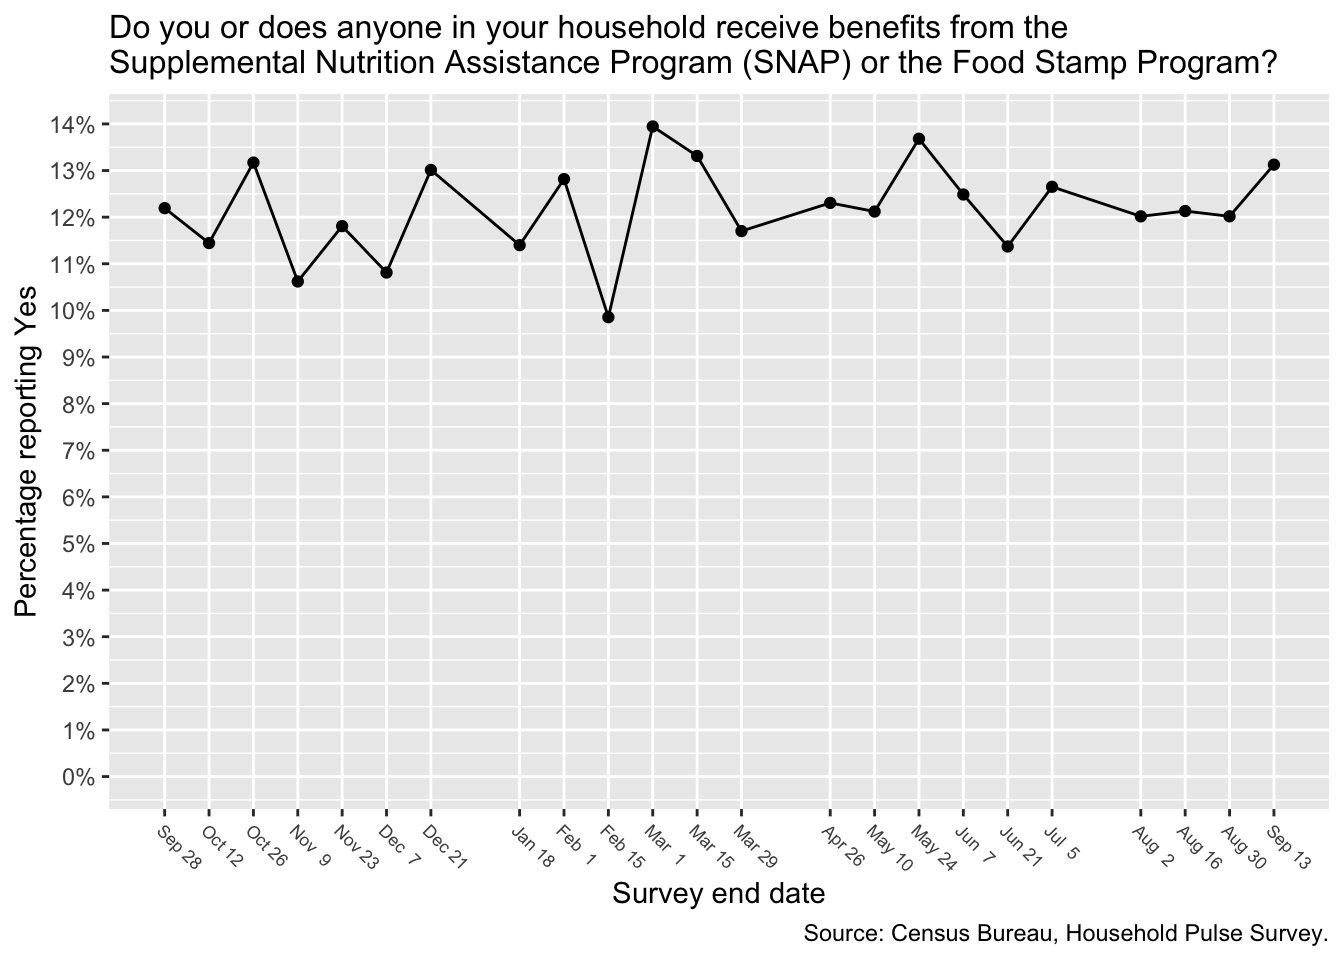 Do you or does anyone in your household receive benefits from the
Supplemental Nutrition Assistance Program (SNAP) or the Food Stamp Program?
Percentage reporting Yes
14%
13%
12%
11%
10%
9%
8%
7%
6%
5%
4%
3%
2%
1%
0%
Sep 28
Oct 12
Oct 26
Nov 9
Nov 23
Dec 7
Dec 21
Jan 18
Feb 1
Feb 15
Mar 1
Mar 15
Mar 29
Apr 26
May 10
May 24
Jun 7
Jun 21
Jul 5
Aug 2
Aug 16
Aug 30
Sep 13
Survey end date
Source: Census Bureau, Household Pulse Survey.